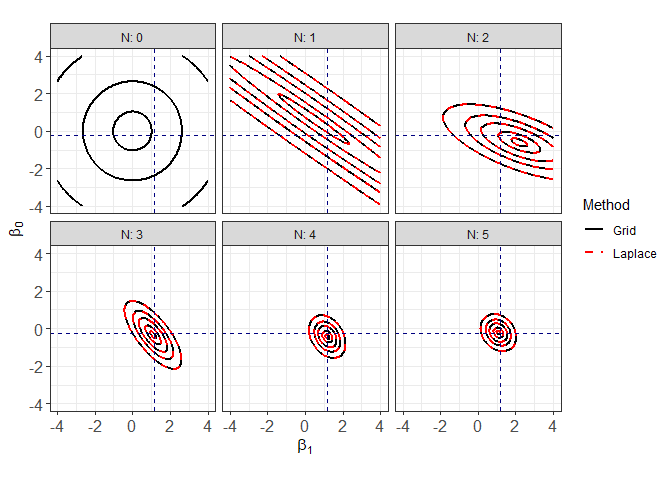 N: 0 N: 1 N: 2
4
2
0
-2
-4
N: 3 N: 4 N: 5
4
2
0
-2
-4
-4 -2 0 2 4 -4 -2 0 2 4 -4 -2 0 2 4
β1
β0
Method
Grid
Laplace